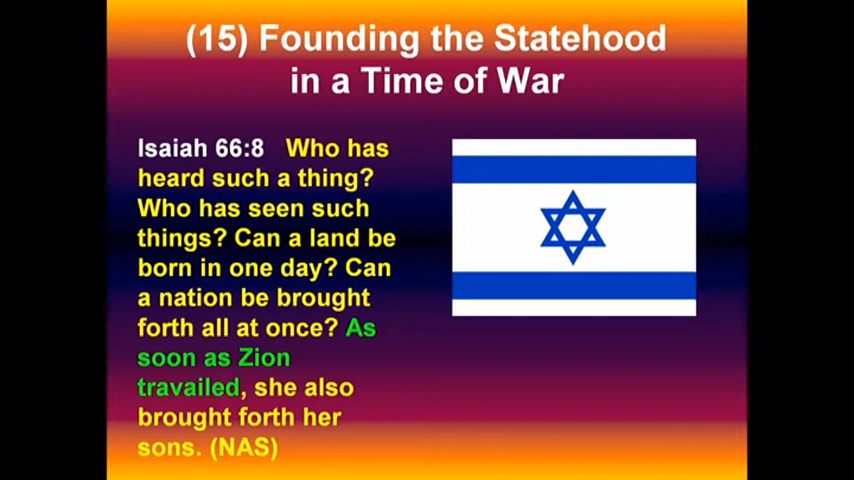 (15) Founding the Statehood
in a Time of War
Isaiah 66:8 Who has
heard such a thing?
Who has seen such
things? Can a land be
born in one day? Can
a nation be brought
forth all at once? As
soon as Zion
travailed, she also
brought forth her
sons. (NAS)